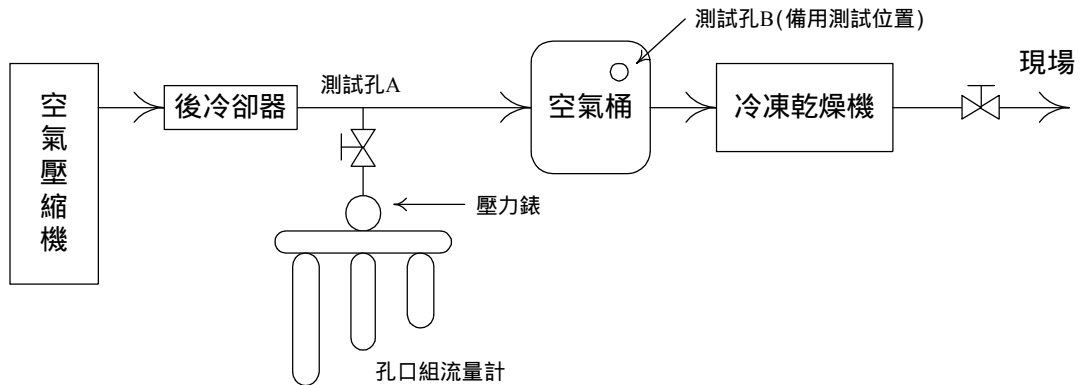 測試孔B(備用測試位置)
現場
空氣壓縮機
後冷卻器
測試孔A
空氣桶
冷凍乾燥機
壓力錶
孔口組流量計